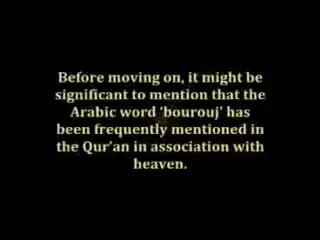 Before moving on, it might be
significant to mention that the
Arabic word ‘bourouj’ has
been frequently mentioned in
the Qur’an in association with
heaven.